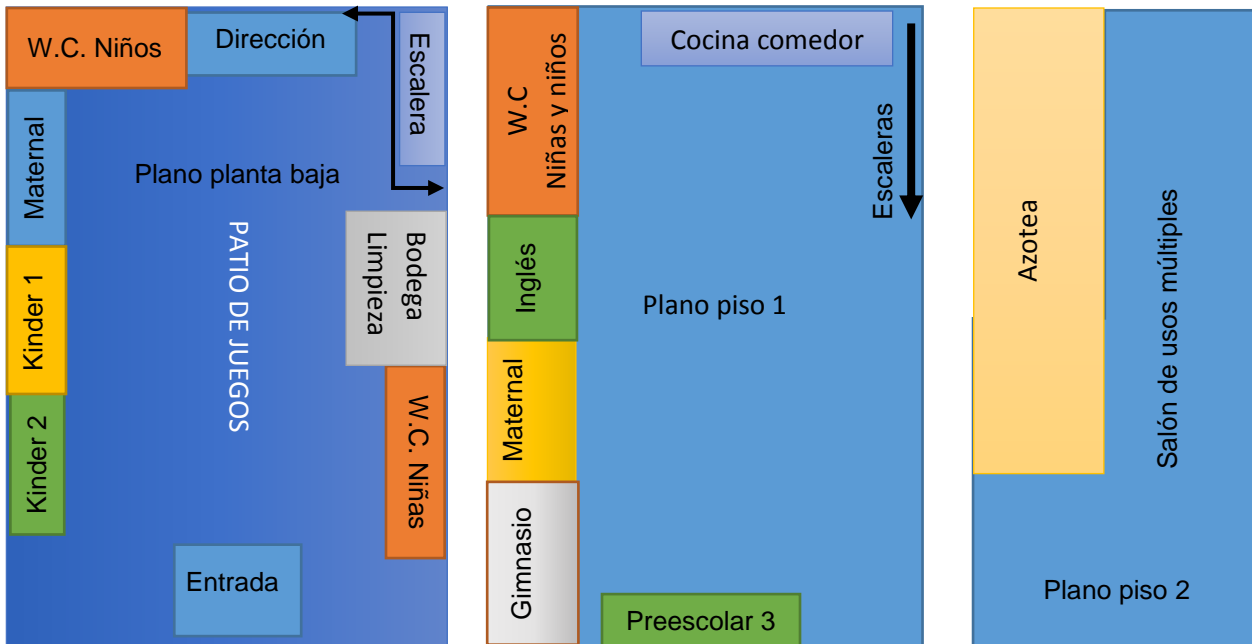 W.C. Niños
Dirección
Escalera
Maternal
Plano planta baja
PATIO DE JUEGOS
Bodega
Limpieza
Kinder 1
Kinder 2
W.C. Niñas
Entrada
Cocina comedor
W.C
Niñas y niños
Escaleras
Inglés
Plano piso 1
Maternal
Gimnasio
Preescolar 3
Azotea
Salón de usos múltiples
Plano piso 2